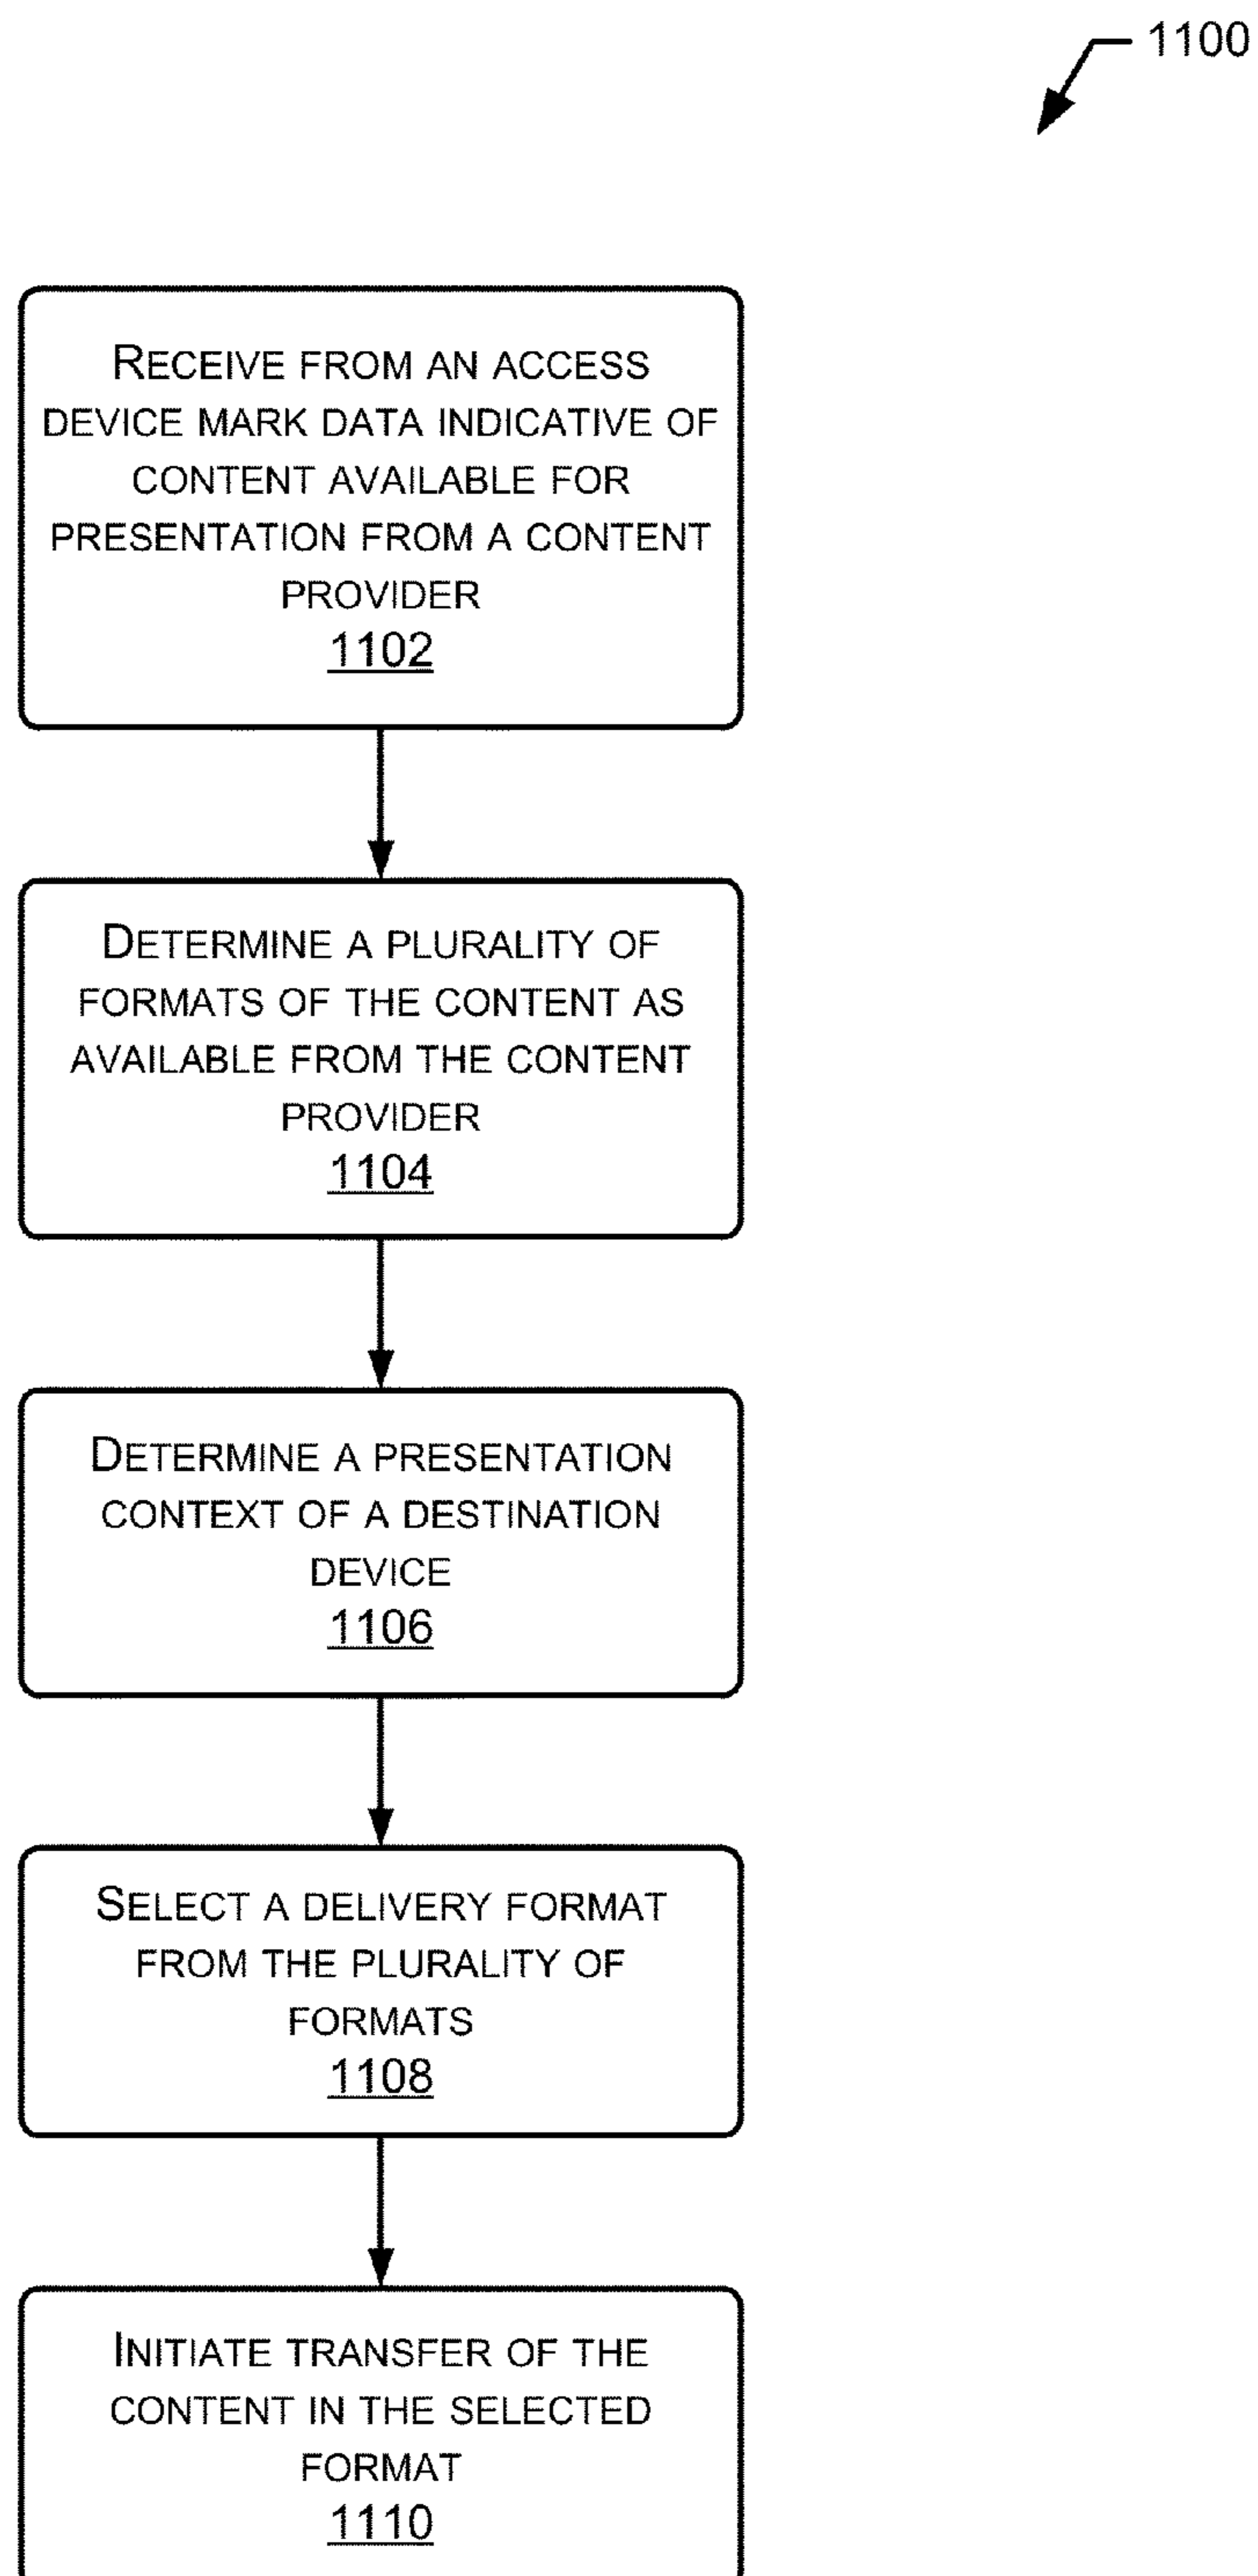 1100
RECEIVE FROM AN ACCESS
DEVICE MARK DATA INDICATIVE OF
CONTENT AVAILABLE FOR
PRESENTATION FROM A CONTENT
PROVIDER
1102
DETERMINE A PLURALITY OF
FORMATS OF THE CONTENT AS
AVAILABLE FROM THE CONTENT
PROVIDER
1104
DETERMINE A PRESENTATION
CONTEXT OF A DESTINATION
DEVICE
1106
SELECT A DELIVERY FORMAT
FROM THE PLURALITY OF
FORMATS
1108
INITIATE TRANSFER OF THE
CONTENT IN THE SELECTED
FORMAT
1110